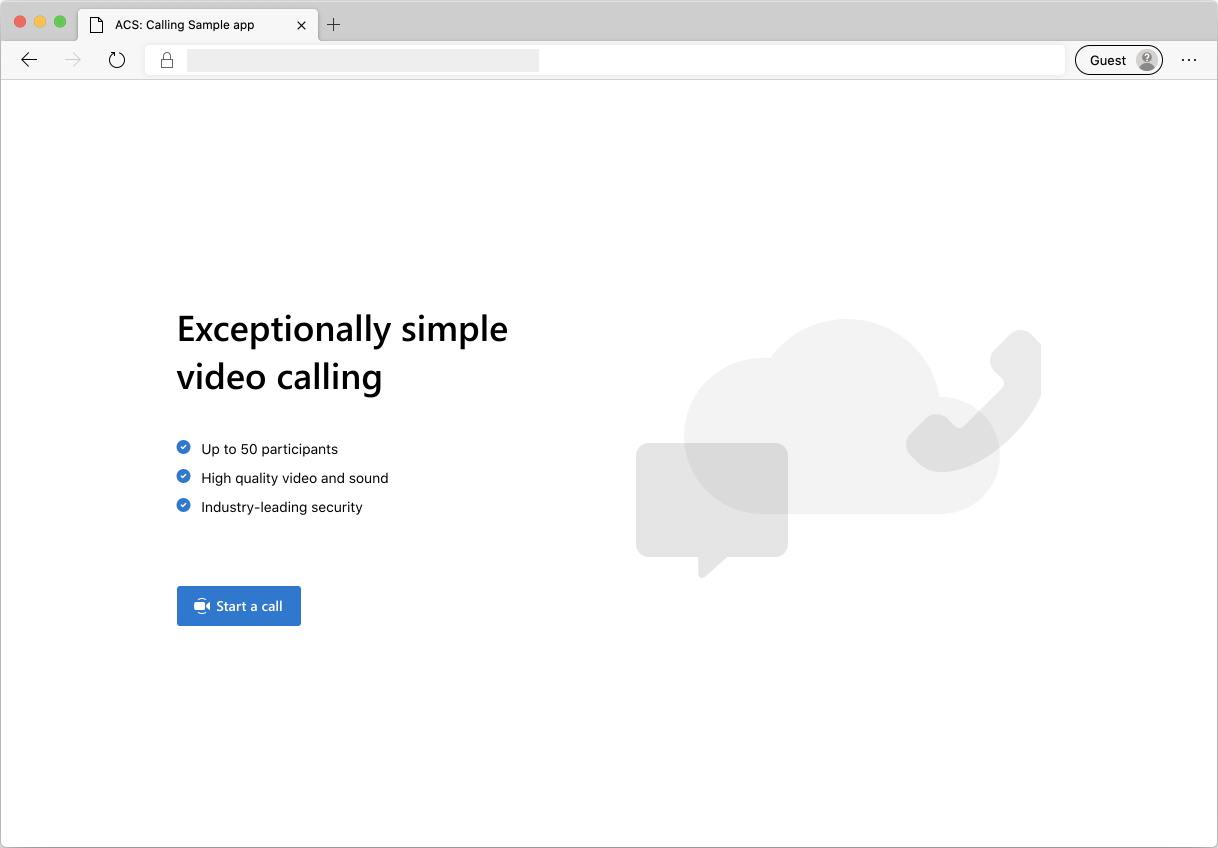 ACS: Calling Sample app
Guest
Exceptionally simple
video calling
Up to 50 participants
High quality video and sound
Industry-leading security
Start a call